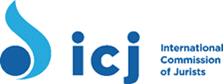 icj
International
Commission
of Jurists